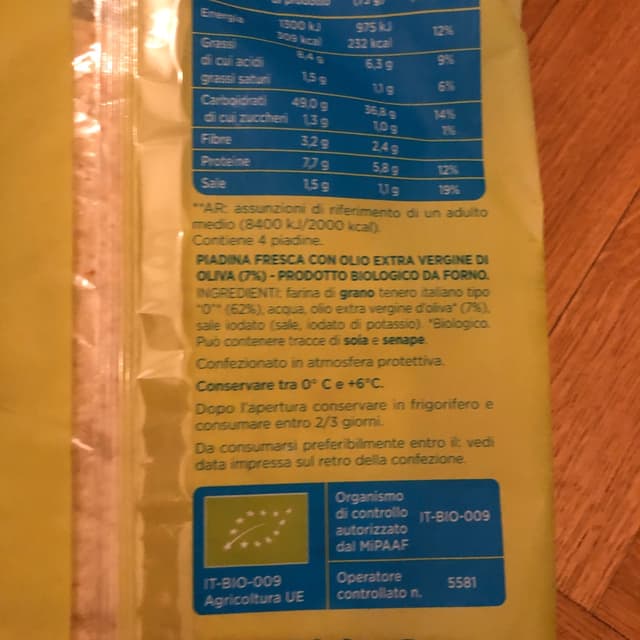 di prodotto (75 g)
Energia 1300 kJ 975 kJ 12%
309 kcal 232 kcal
Grassi 8,4 g 6,3 g 9%
di cui acidi
grassi saturi 1,5 g 1,1 g 6%
Carboidrati 49,0 g 36,8 g 14%
di cui zuccheri 1,3 g 1,0 g 1%
Fibre 3,2 g 2,4 g
Proteine 7,7 g 5,8 g 12%
Sale 1,5 g 1,1 g 19%
**AR: assunzioni di riferimento di un adulto
medio (8400 kJ/2000 kcal).
Contiene 4 piadine.
PIADINA FRESCA CON OLIO EXTRA VERGINE DI
OLIVA (7%) - PRODOTTO BIOLOGICO DA FORNO.
INGREDIENTI: farina di grano tenero italiano tipo
"0"* (62%), acqua, olio extra vergine d'oliva* (7%),
sale iodato (sale, iodato di potassio). *Biologico.
Può contenere tracce di soia e senape.
Confezionato in atmosfera protettiva.
Conservare tra 0° C e +6°C.
Dopo l'apertura conservare in frigorifero e
consumare entro 2/3 giorni.
Da consumarsi preferibilmente entro il: vedi
data impressa sul retro della confezione.
Organismo
di controllo IT-BIO-009
autorizzato
dal MiPAAF
IT-BIO-009
Agricoltura UE
Operatore 5581
controllato n.